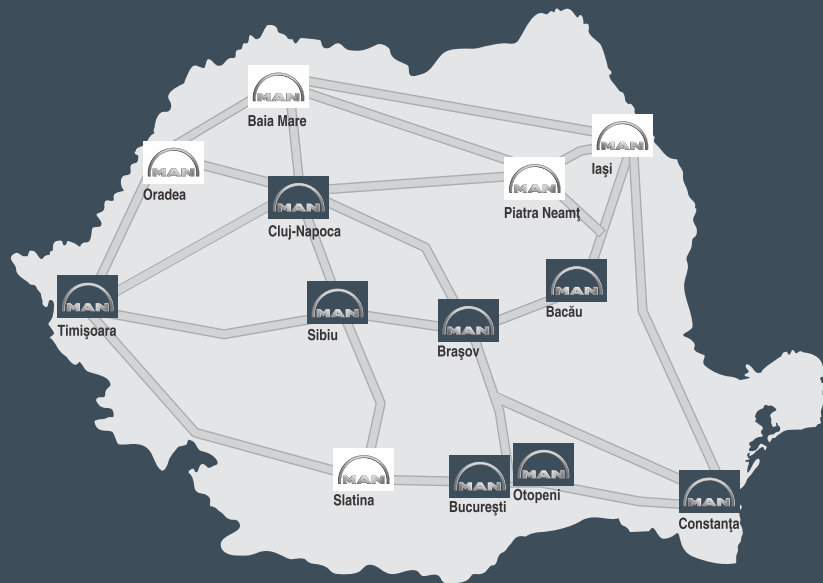 MAN
Baia Mare
MAN
Iaşi
MAN
Oradea
MAN
Piatra Neamţ
MAN
Cluj-Napoca
MAN
Bacău
MAN
Timişoara
MAN
Sibiu
MAN
Braşov
MAN
Slatina
MAN
Bucureşti
MAN
Otopeni
MAN
Constanţa